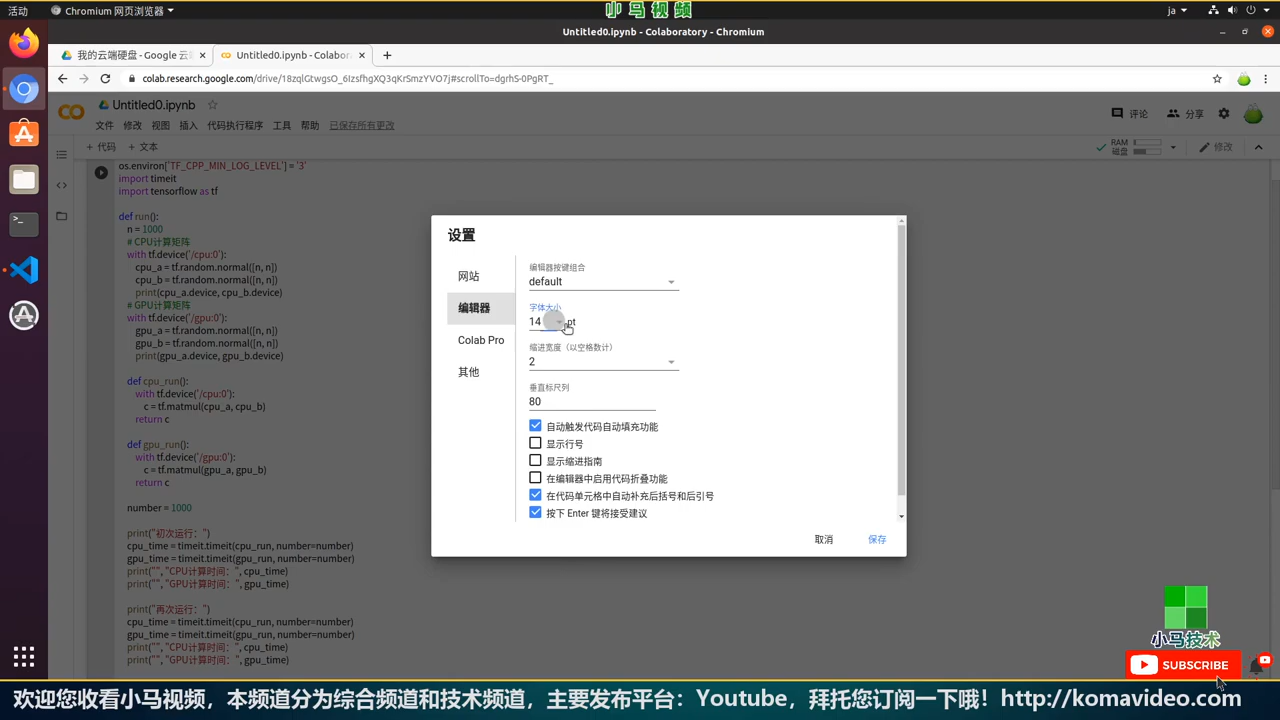 活动
Chromium 网页浏览器
小马视频
ja
Untitled0.ipynb - Colaboratory - Chromium
我的云端硬盘 - Google 云
Untitled0.ipynb - Colabor
colab.research.google.com/drive/18zqlGtwgsO_6IzsfhgXQ3qKrSmzYVO7j#scrollTo=dgrhS-0PgRT_
Untitled0.ipynb
评论
分享
文件 修改 视图 插入 代码执行程序 工具 帮助 已保存所有更改
+ 代码 + 文本
RAM
磁盘
修改
os.environ['TF_CPP_MIN_LOG_LEVEL'] = '3'
import timeit
import tensorflow as tf
def run():
n = 1000
# CPU计算矩阵
with tf.device('/cpu:0'):
cpu_a = tf.random.normal([n, n])
cpu_b = tf.random.normal([n, n])
print(cpu_a.device, cpu_b.device)
# GPU计算矩阵
with tf.device('/gpu:0'):
gpu_a = tf.random.normal([n, n])
gpu_b = tf.random.normal([n, n])
print(gpu_a.device, gpu_b.device)
def cpu_run():
with tf.device('/cpu:0'):
c = tf.matmul(cpu_a, cpu_b)
return c
def gpu_run():
with tf.device('/gpu:0'):
c = tf.matmul(gpu_a, gpu_b)
return c
number = 1000
print("初次运行：")
cpu_time = timeit.timeit(cpu_run, number=number)
gpu_time = timeit.timeit(gpu_run, number=number)
print("", "CPU计算时间：", cpu_time)
print("", "GPU计算时间：", gpu_time)
print("再次运行：")
cpu_time = timeit.timeit(cpu_run, number=number)
gpu_time = timeit.timeit(gpu_run, number=number)
print("", "CPU计算时间：", cpu_time)
print("", "GPU计算时间：", gpu_time)
设置
网站
编辑器
Colab Pro
其他
编辑器按键组合
default
字体大小
14 pt
缩进宽度（以空格数计）
2
垂直标尺列
80
自动触发代码自动填充功能
显示行号
显示缩进指南
在编辑器中启用代码折叠功能
在代码单元格中自动补充后括号和后引号
按下 Enter 键将接受建议
取消
保存
小马技术
SUBSCRIBE
欢迎您收看小马视频，本频道分为综合频道和技术频道，主要发布平台：Youtube，拜托您订阅一下哦！http://komavideo.com